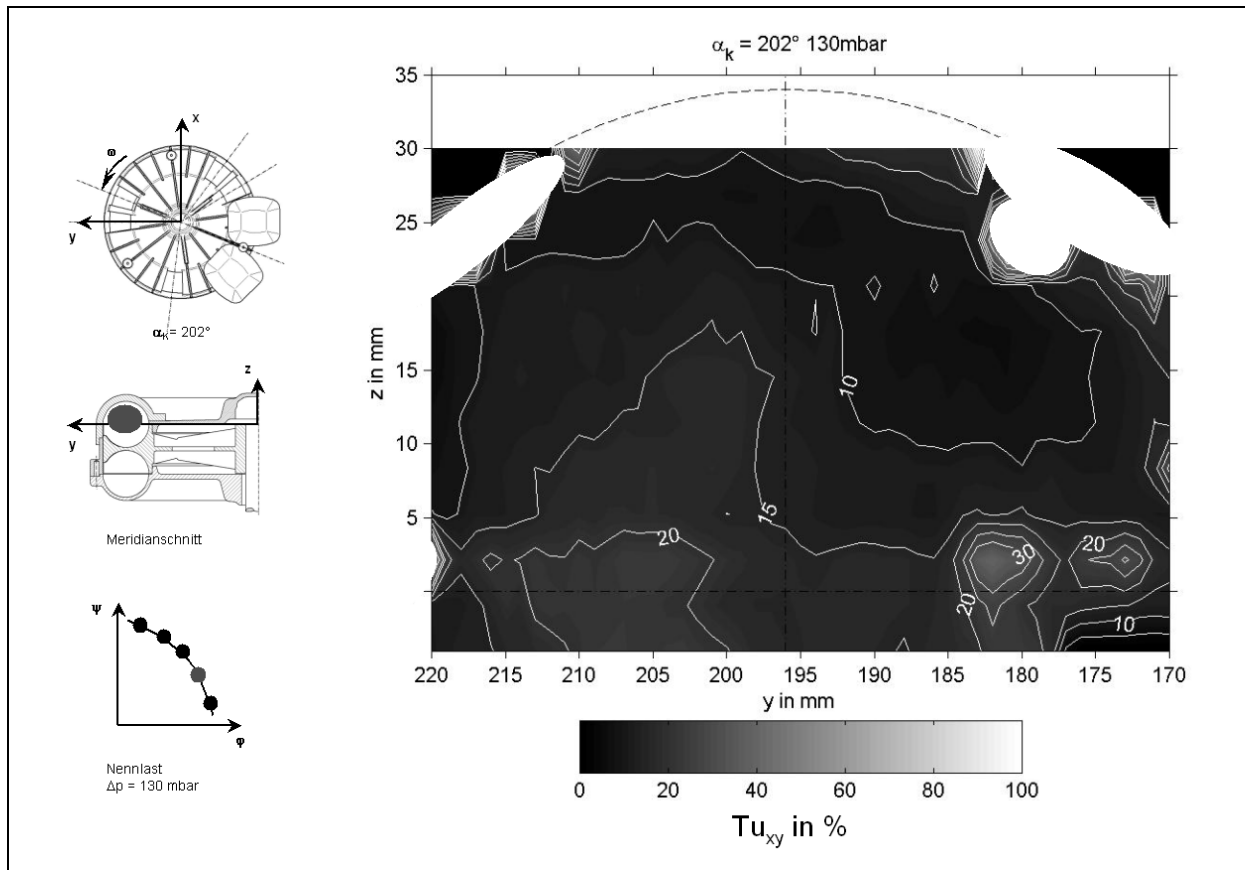 α_k = 202° 130mbar
x
ω
y
α_K = 202°
z
y
Meridianschnitt
ψ
φ
Nennlast
Δp = 130 mbar
z in mm
35
30
25
20
15
10
5
10
15
20
30
20
20
10
220
215
210
205
200
195
190
185
180
175
170
y in mm
0
20
40
60
80
100
Tu_xy in %